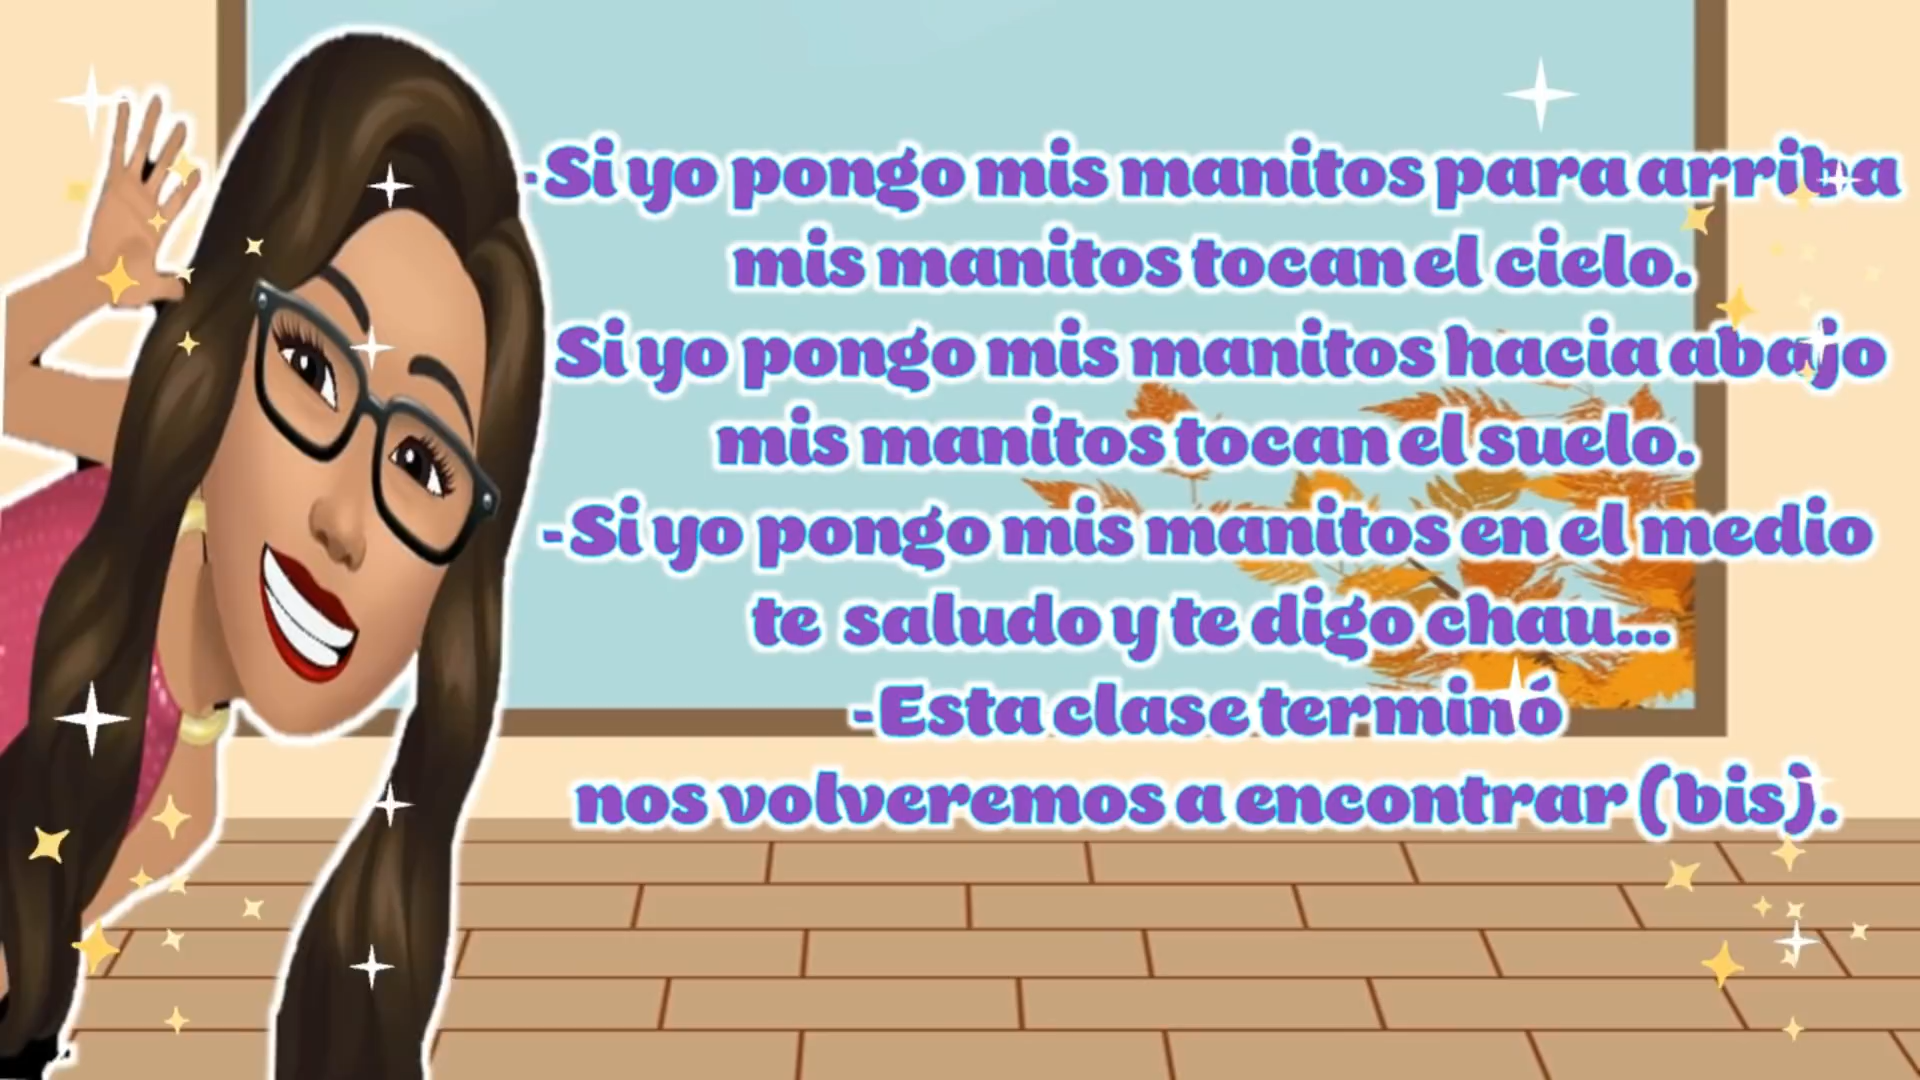 -Si yo pongo mis manitos para arriba
mis manitos tocan el cielo.
Si yo pongo mis manitos hacia abajo
mis manitos tocan el suelo.
-Si yo pongo mis manitos en el medio
te saludo y te digo chau...
-Esta clase terminó
nos volveremos a encontrar (bis).